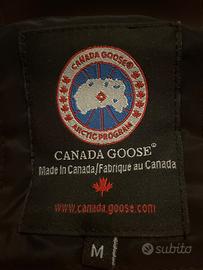 CANADA GOOSE®
ARCTIC PROGRAM
CANADA GOOSE®
Made in Canada/Fabriqué au Canada
www.canada.goose.com
M
subito